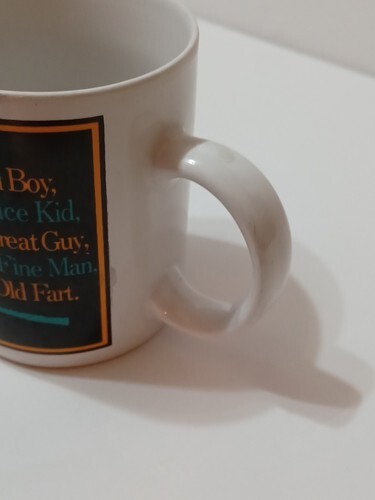 Boy,
Kid,
Great Guy,
Fine Man,
Old Fart.